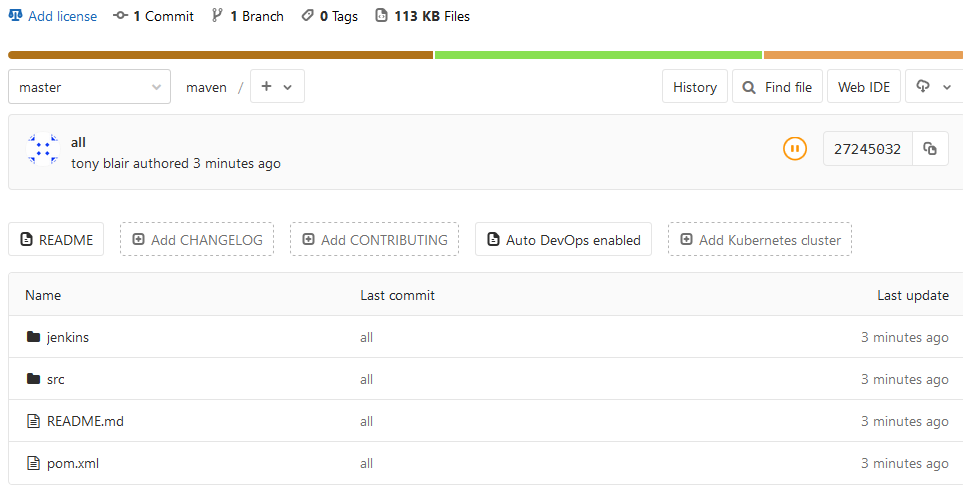 Add license 1 Commit 1 Branch 0 Tags 113 KB Files
master maven / + History Find file Web IDE
all
tony blair authored 3 minutes ago
27245032
README Add CHANGELOG Add CONTRIBUTING Auto DevOps enabled Add Kubernetes cluster
Name Last commit Last update
jenkins all 3 minutes ago
src all 3 minutes ago
README.md all 3 minutes ago
pom.xml all 3 minutes ago